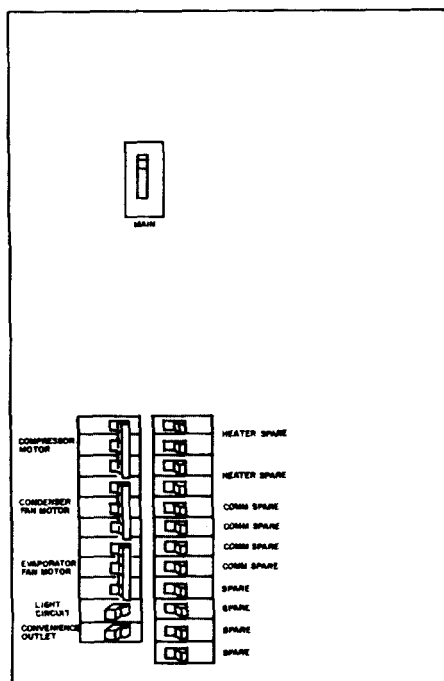 MAIN
COMPRESSOR
MOTOR
CONDENSER
FAN MOTOR
EVAPORATOR
FAN MOTOR
LIGHT
CIRCUIT
CONVENIENCE
OUTLET
HEATER SPARE
HEATER SPARE
COMM SPARE
COMM SPARE
COMM SPARE
COMM SPARE
SPARE
SPARE
SPARE
SPARE